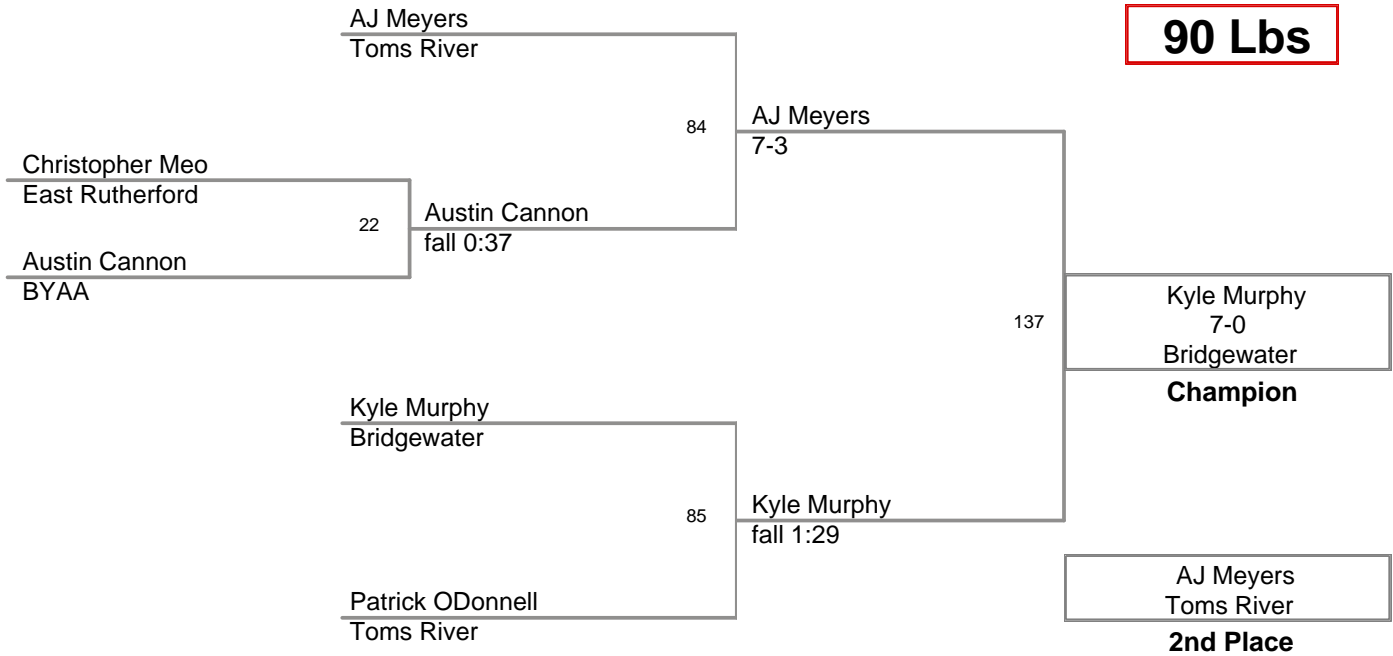 AJ Meyers
Toms River
90 Lbs
84
AJ Meyers
7-3
Christopher Meo
East Rutherford
22
Austin Cannon
fall 0:37
Austin Cannon
BYAA
137
Kyle Murphy
7-0
Bridgewater
Champion
Kyle Murphy
Bridgewater
85
Kyle Murphy
fall 1:29
Patrick ODonnell
Toms River
AJ Meyers
Toms River
2nd Place